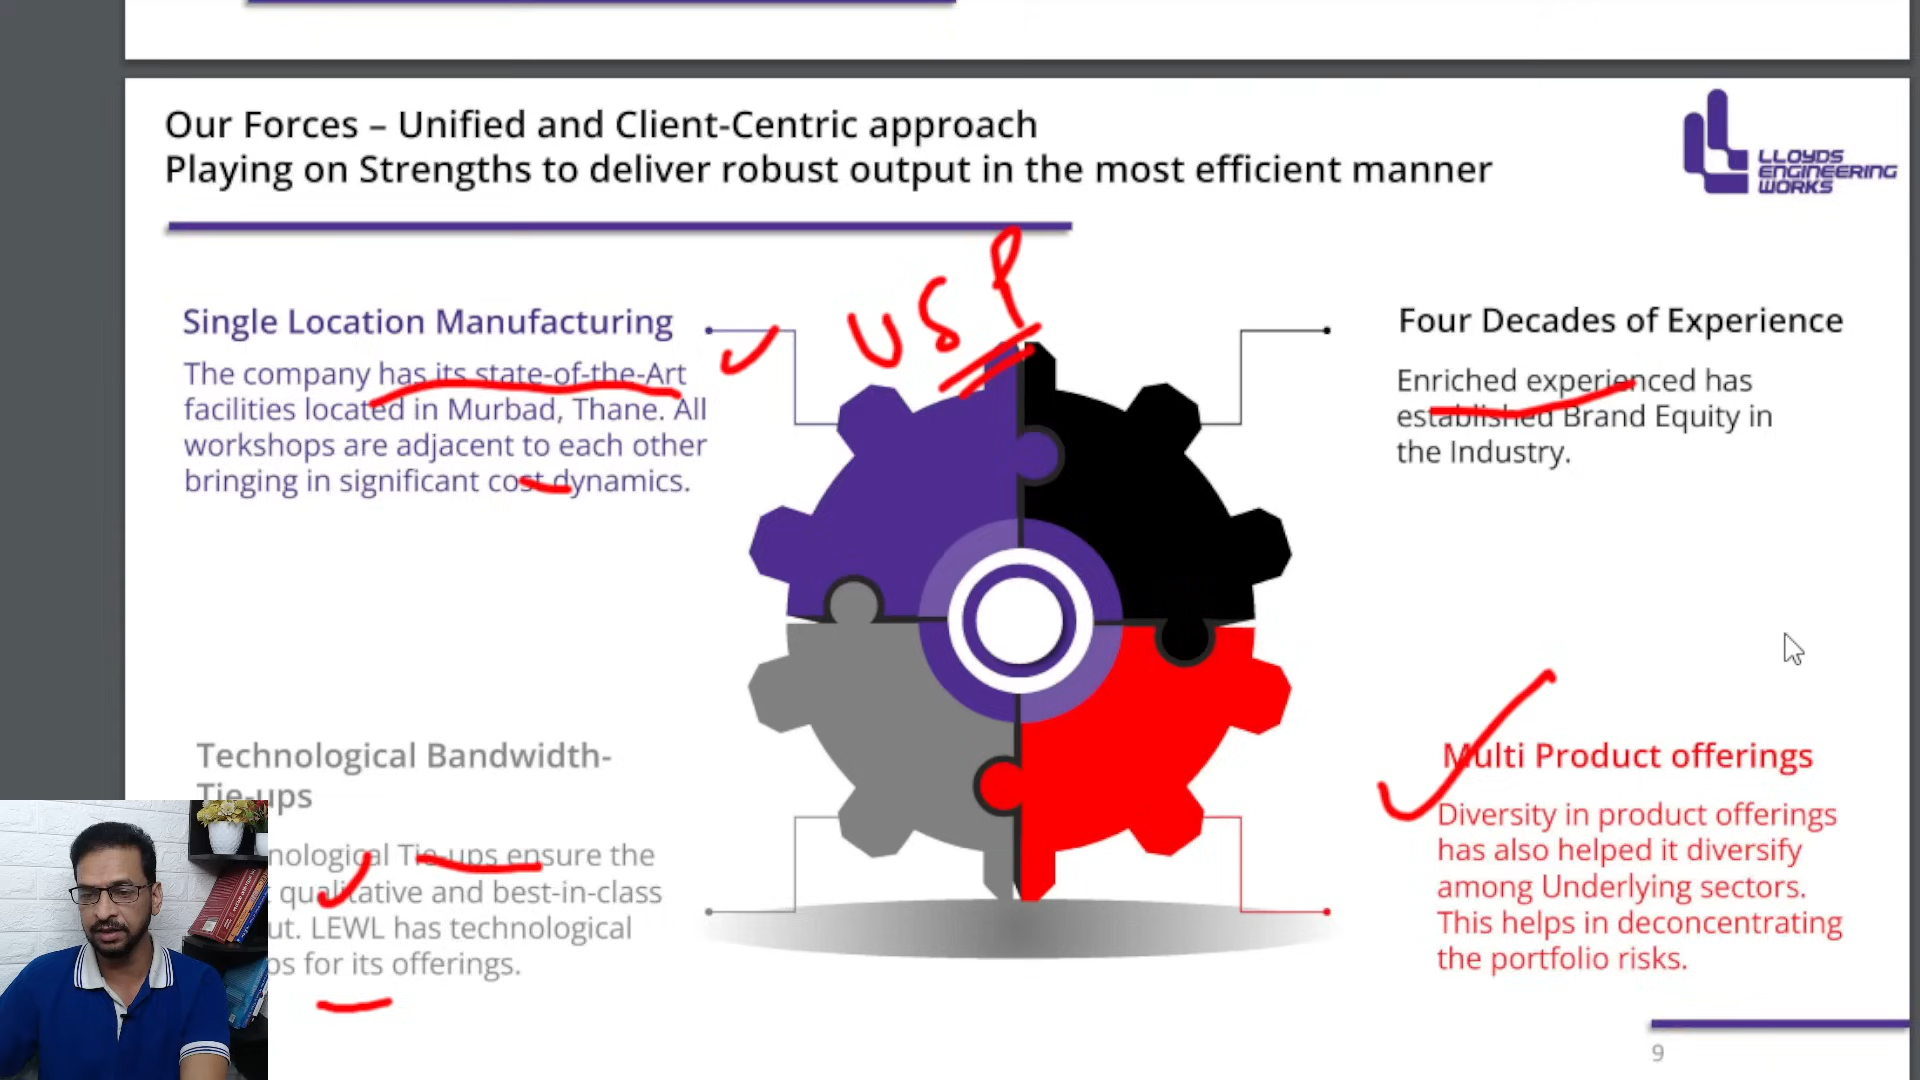 Our Forces – Unified and Client-Centric approach
Playing on Strengths to deliver robust output in the most efficient manner
LLOYDS
ENGINEERING
WORKS
USP
Single Location Manufacturing
The company has its state-of-the-Art
facilities located in Murbad, Thane. All
workshops are adjacent to each other
bringing in significant cost dynamics.
Four Decades of Experience
Enriched experienced has
established Brand Equity in
the Industry.
Technological Bandwidth-
Tie-ups
nological Tie-ups ensure the
qualitative and best-in-class
ut. LEWL has technological
ps for its offerings.
Multi Product offerings
Diversity in product offerings
has also helped it diversify
among Underlying sectors.
This helps in deconcentrating
the portfolio risks.
9